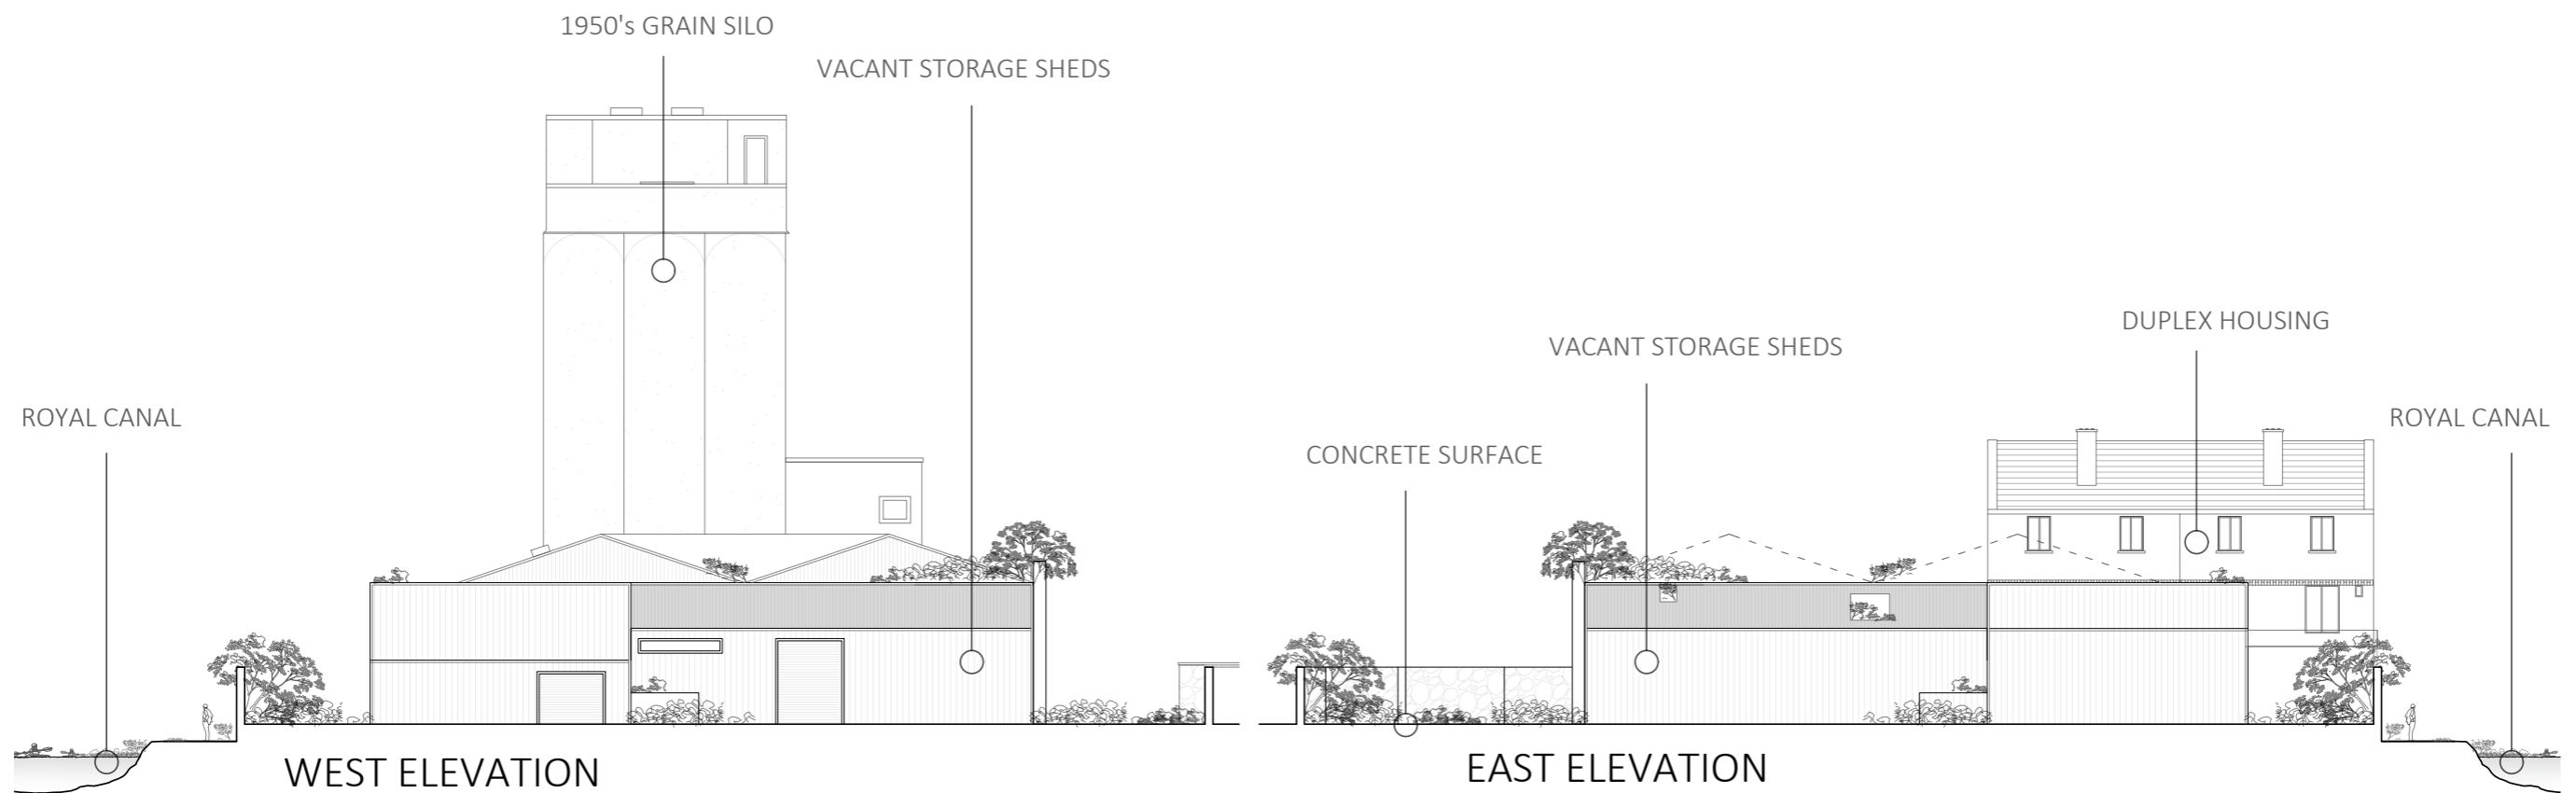 1950's GRAIN SILO
VACANT STORAGE SHEDS
ROYAL CANAL
WEST ELEVATION
VACANT STORAGE SHEDS
DUPLEX HOUSING
ROYAL CANAL
CONCRETE SURFACE
EAST ELEVATION